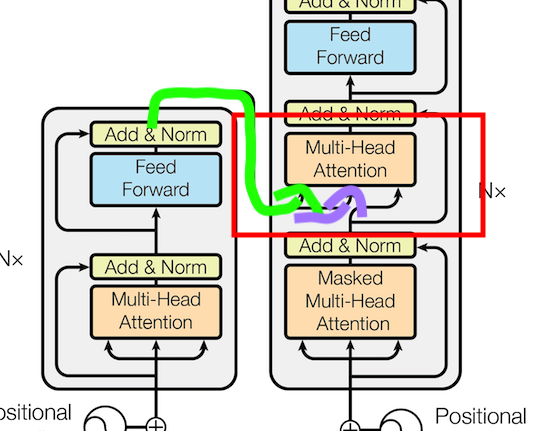 Add & Norm
Feed
Forward
Add & Norm
Multi-Head
Attention
Nx
Add & Norm
Masked
Multi-Head
Attention
Positional
Add & Norm
Feed
Forward
Nx
Add & Norm
Multi-Head
Attention
ositional